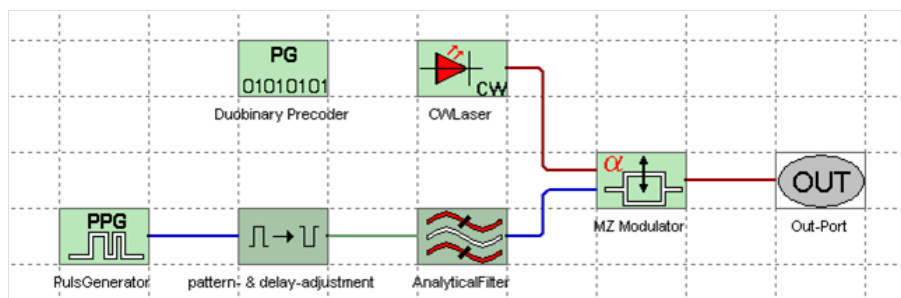 PG
01010101
Duobinary Precoder
CW
CWLaser
α
MZ Modulator
OUT
Out-Port
PPG
PulsGenerator
pattern- & delay-adjustment
AnalyticalFilter